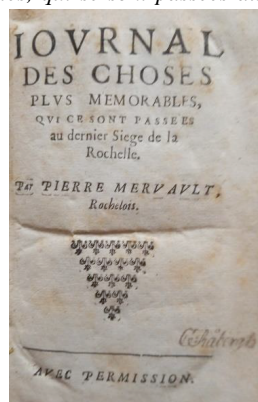 IOVRNAL
DES CHOSES
PLVS MEMORABLES,
QVI CE SONT PASSEES
au dernier Siege de la
Rochelle.
Par PIERRE MERVAVLT,
Rochelois.
AVEC PERMISSION.